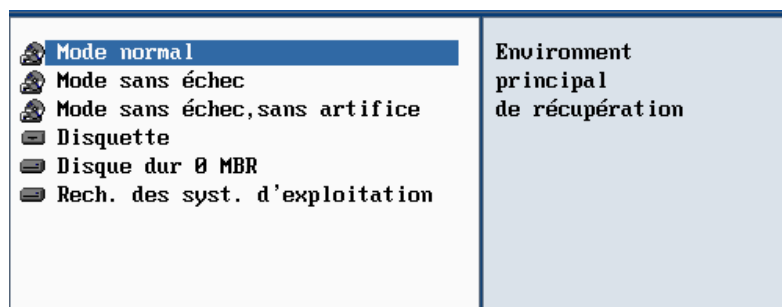 Mode normal
Mode sans échec
Mode sans échec,sans artifice
Disquette
Disque dur 0 MBR
Rech. des syst. d'exploitation
Environment
principal
de récupération